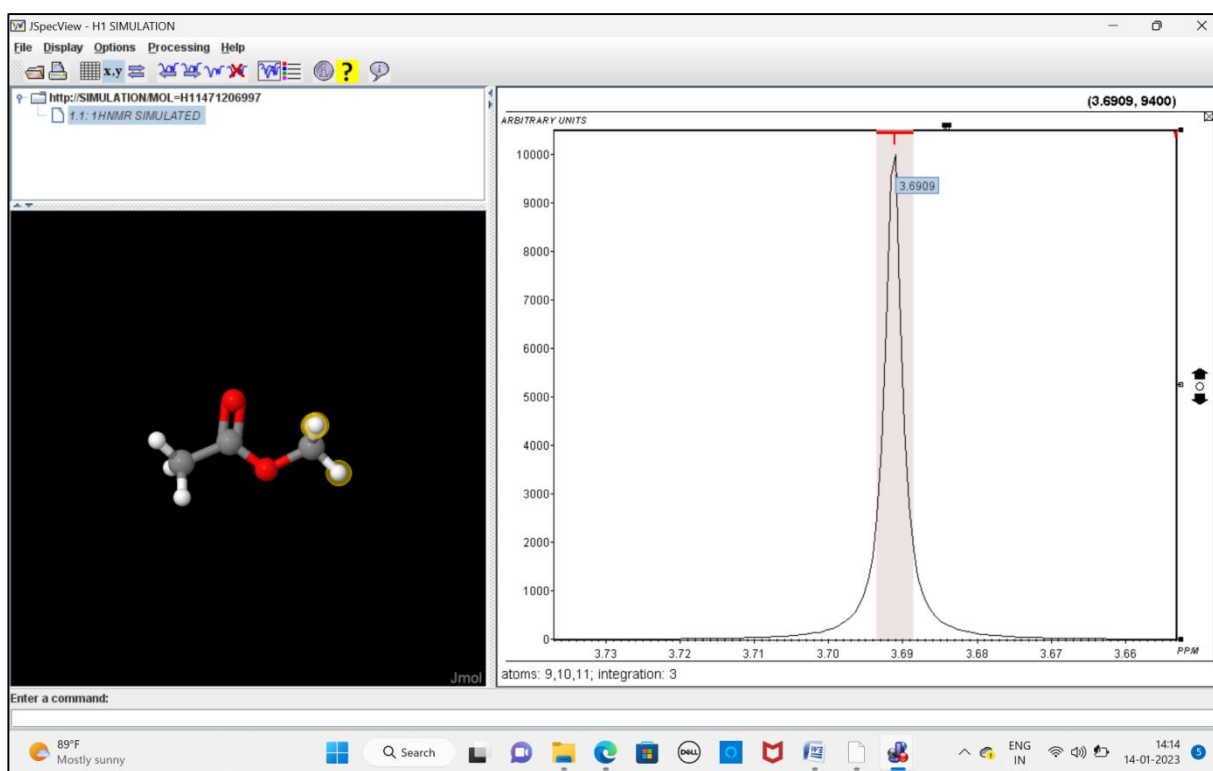 JSpecView - H1 SIMULATION
File Display Options Processing Help
x,y
?
http://SIMULATION/MOL=H11471206997
1.1: 1HNMR SIMULATED
(3.6909, 9400)
ARBITRARY UNITS
10000
3.6909
9000
8000
7000
6000
5000
4000
3000
2000
1000
0
3.73 3.72 3.71 3.70 3.69 3.68 3.67 3.66 PPM
Jmol
atoms: 9,10,11; integration: 3
Enter a command:
89°F
Mostly sunny
Search
DELL
W
ENG
IN
14:14
14-01-2023
5